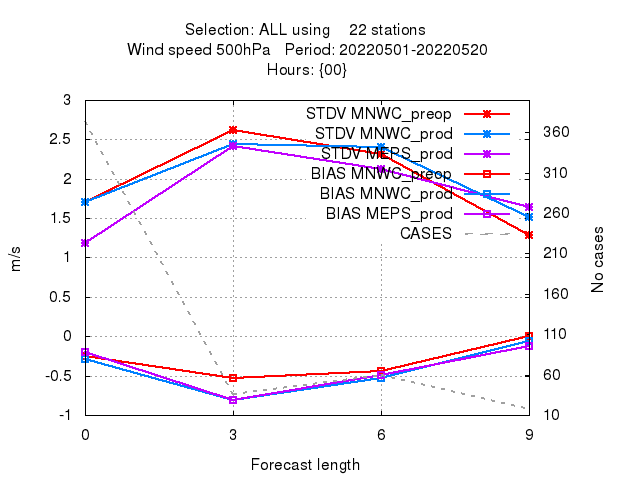 Selection: ALL using 22 stations
Wind speed 500hPa Period: 20220501-20220520
Hours: {00}
STDV MNWC_preop
STDV MNWC_prod
STDV MEPS_prod
BIAS MNWC_preop
BIAS MNWC_prod
BIAS MEPS_prod
CASES
3
2.5
2
1.5
1
0.5
0
-0.5
-1
m/s
360
310
260
210
160
110
60
10
No cases
0 3 6 9
Forecast length